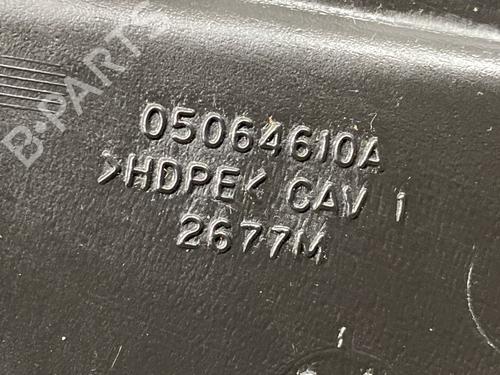 B-PARTS
05064610A
>HDPE< CAV 1
2677M